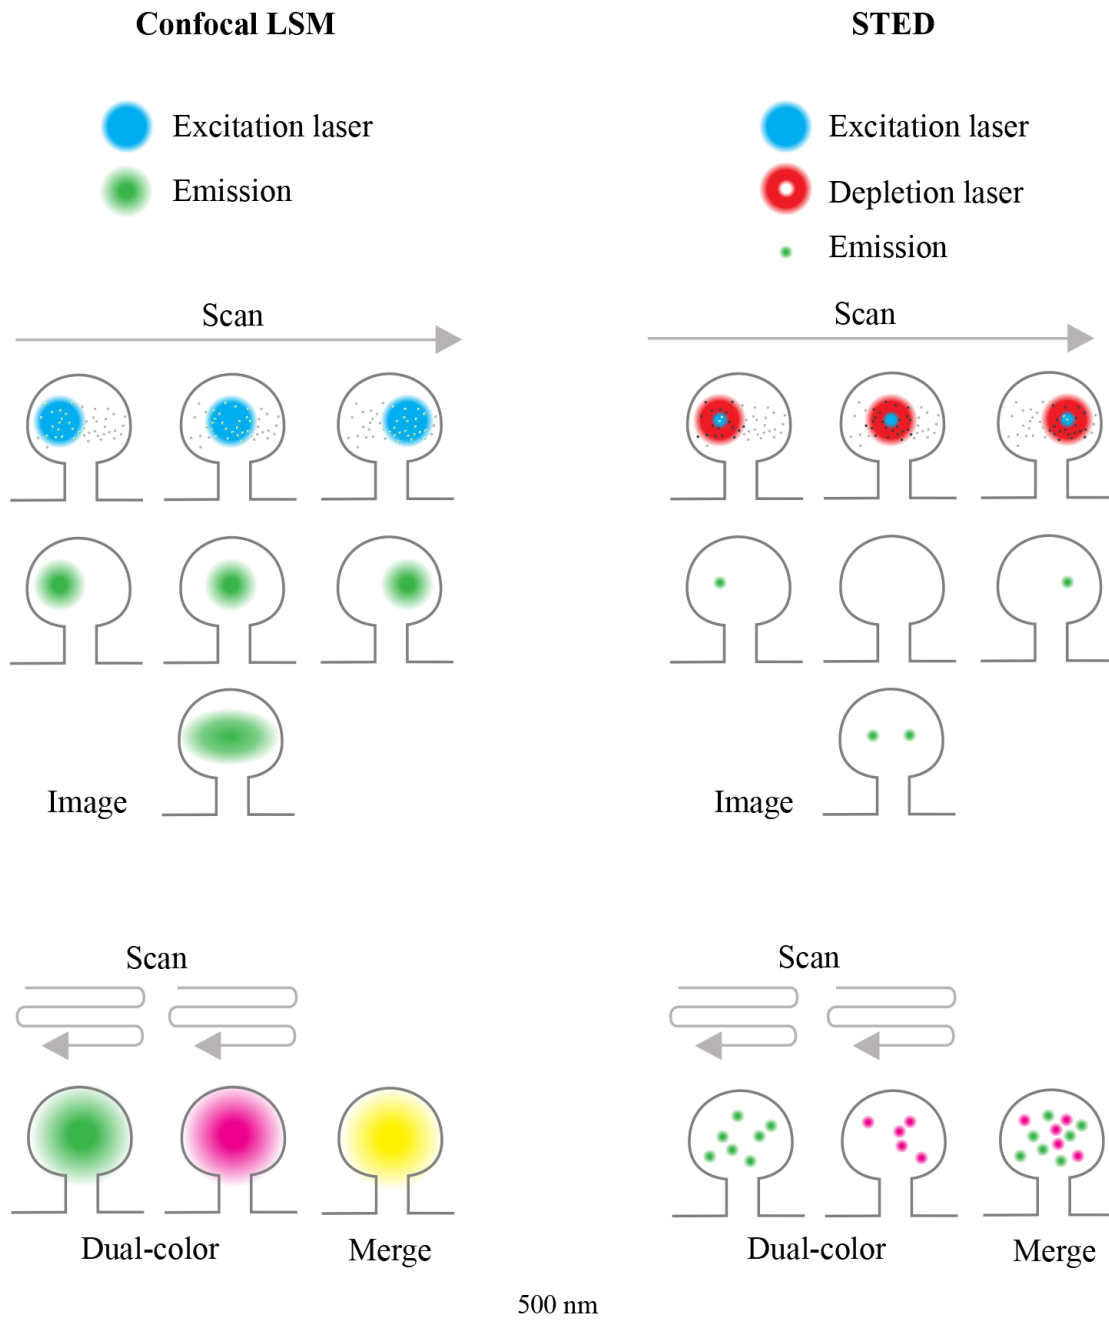 Confocal LSM
Excitation laser
Emission
Scan
Image
Scan
Dual-color
Merge
STED
Excitation laser
Depletion laser
Emission
Scan
Image
Scan
Dual-color
Merge
500 nm